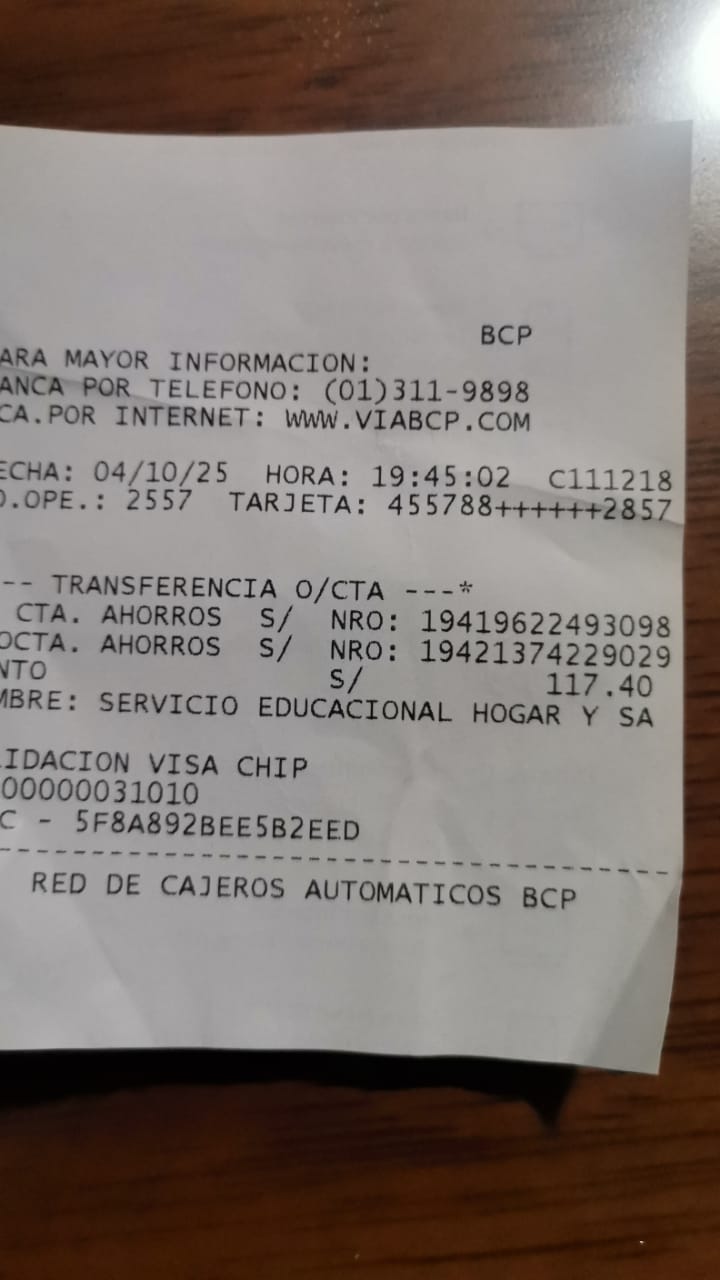 BCP
ARA MAYOR INFORMACION:
ANCA POR TELEFONO: (01)311-9898
CA.POR INTERNET: WWW.VIABCP.COM
ECHA: 04/10/25 HORA: 19:45:02 C111218
O.OPE.: 2557 TARJETA: 455788++++++2857
-- TRANSFERENCIA O/CTA ---*
CTA. AHORROS S/ NRO: 19419622493098
OCTA. AHORROS S/ NRO: 19421374229029
NTO S/ 117.40
MBRE: SERVICIO EDUCACIONAL HOGAR Y SA
LIDACION VISA CHIP
00000031010
C - 5F8A892BEE5B2EED
RED DE CAJEROS AUTOMATICOS BCP